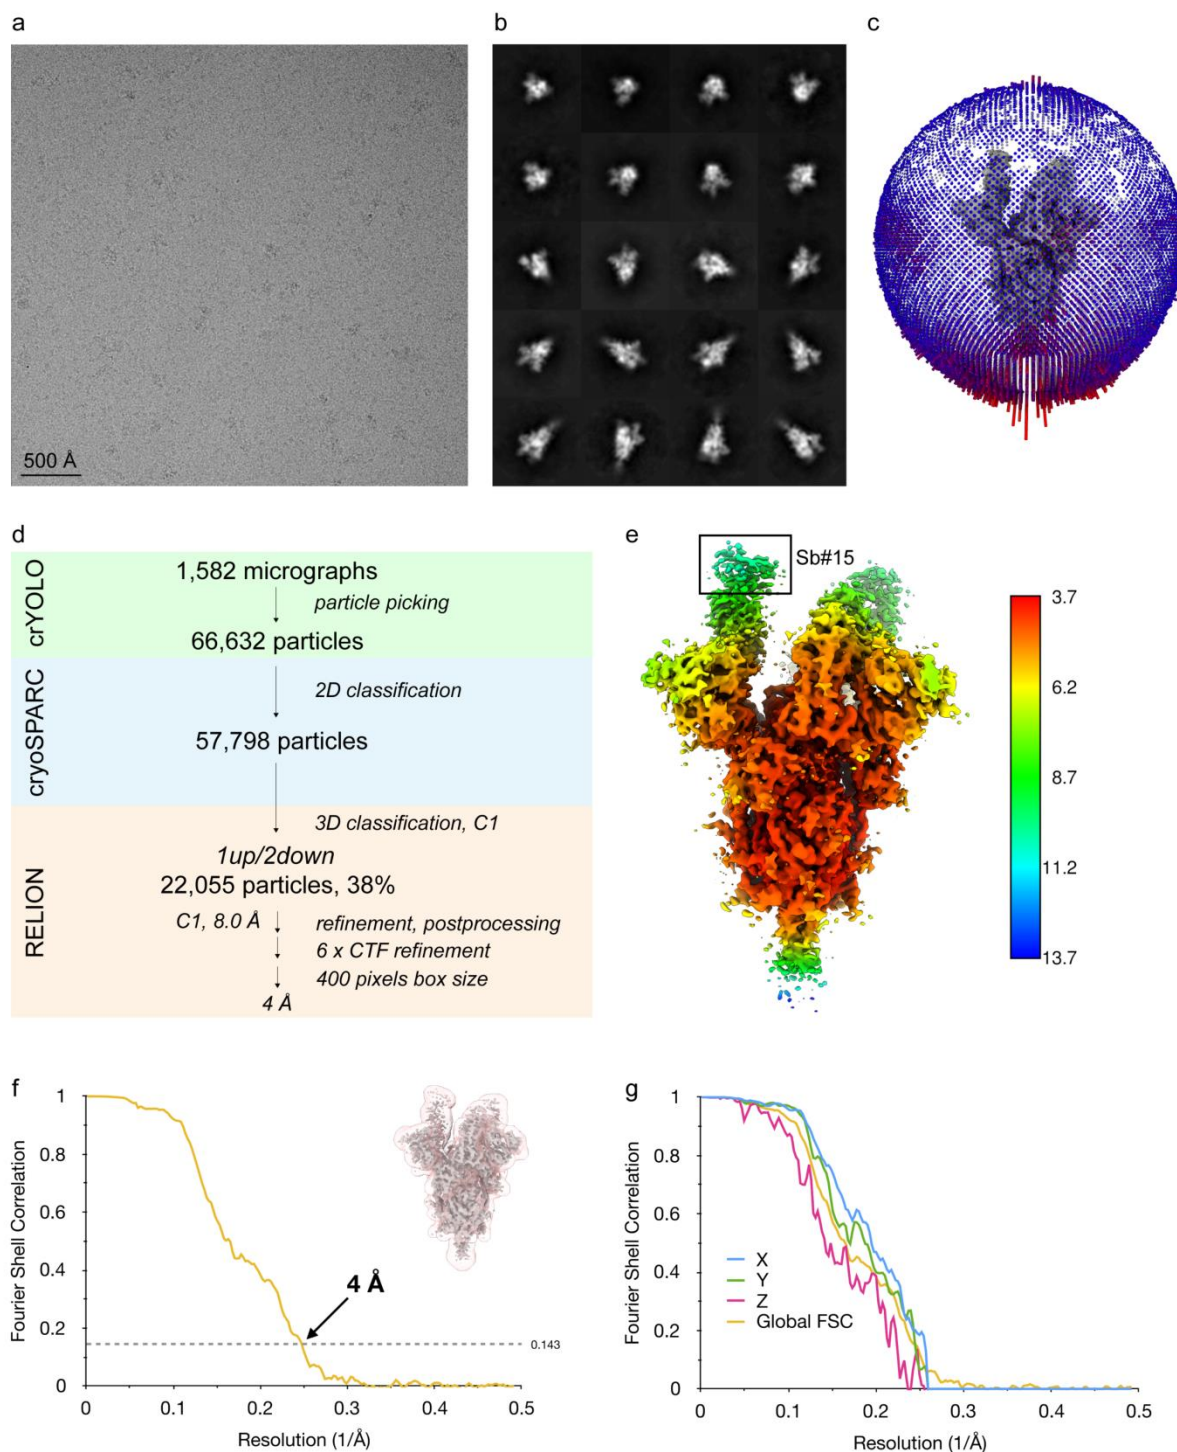 a
b
c
500 Å
d
crYOLO
1,582 micrographs
particle picking
66,632 particles
cryoSPARC
2D classification
57,798 particles
RELION
3D classification, C1
1up/2down
22,055 particles, 38%
C1, 8.0 Å
refinement, postprocessing
6 x CTF refinement
400 pixels box size
4 Å
e
Sb#15
3.7
6.2
8.7
11.2
13.7
f
Fourier Shell Correlation
1
0.8
0.6
0.4
0.2
0
4 Å
0.143
0
0.1
0.2
0.3
0.4
0.5
Resolution (1/Å)
g
Fourier Shell Correlation
1
0.8
0.6
0.4
0.2
0
X
Y
Z
Global FSC
0
0.1
0.2
0.3
0.4
0.5
Resolution (1/Å)